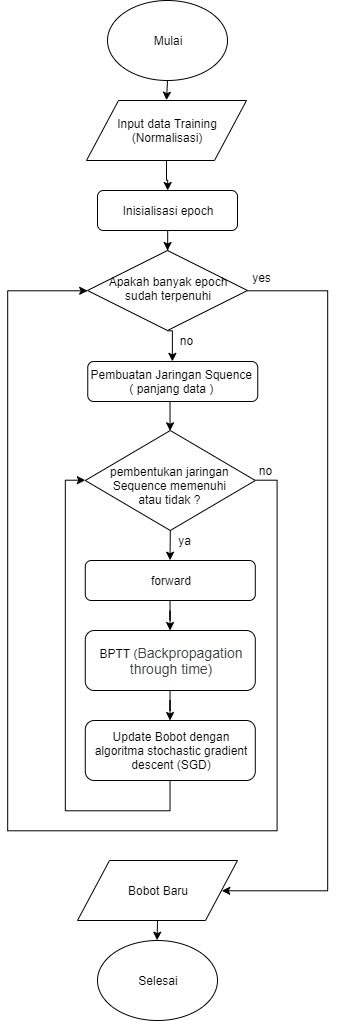 Mulai
Input data Training
(Normalisasi)
Inisialisasi epoch
Apakah banyak epoch
sudah terpenuhi
yes
no
Pembuatan Jaringan Squence
( panjang data )
pembentukan jaringan
Sequence memenuhi
atau tidak ?
no
ya
forward
BPTT (Backpropagation
through time)
Update Bobot dengan
algoritma stochastic gradient
descent (SGD)
Bobot Baru
Selesai